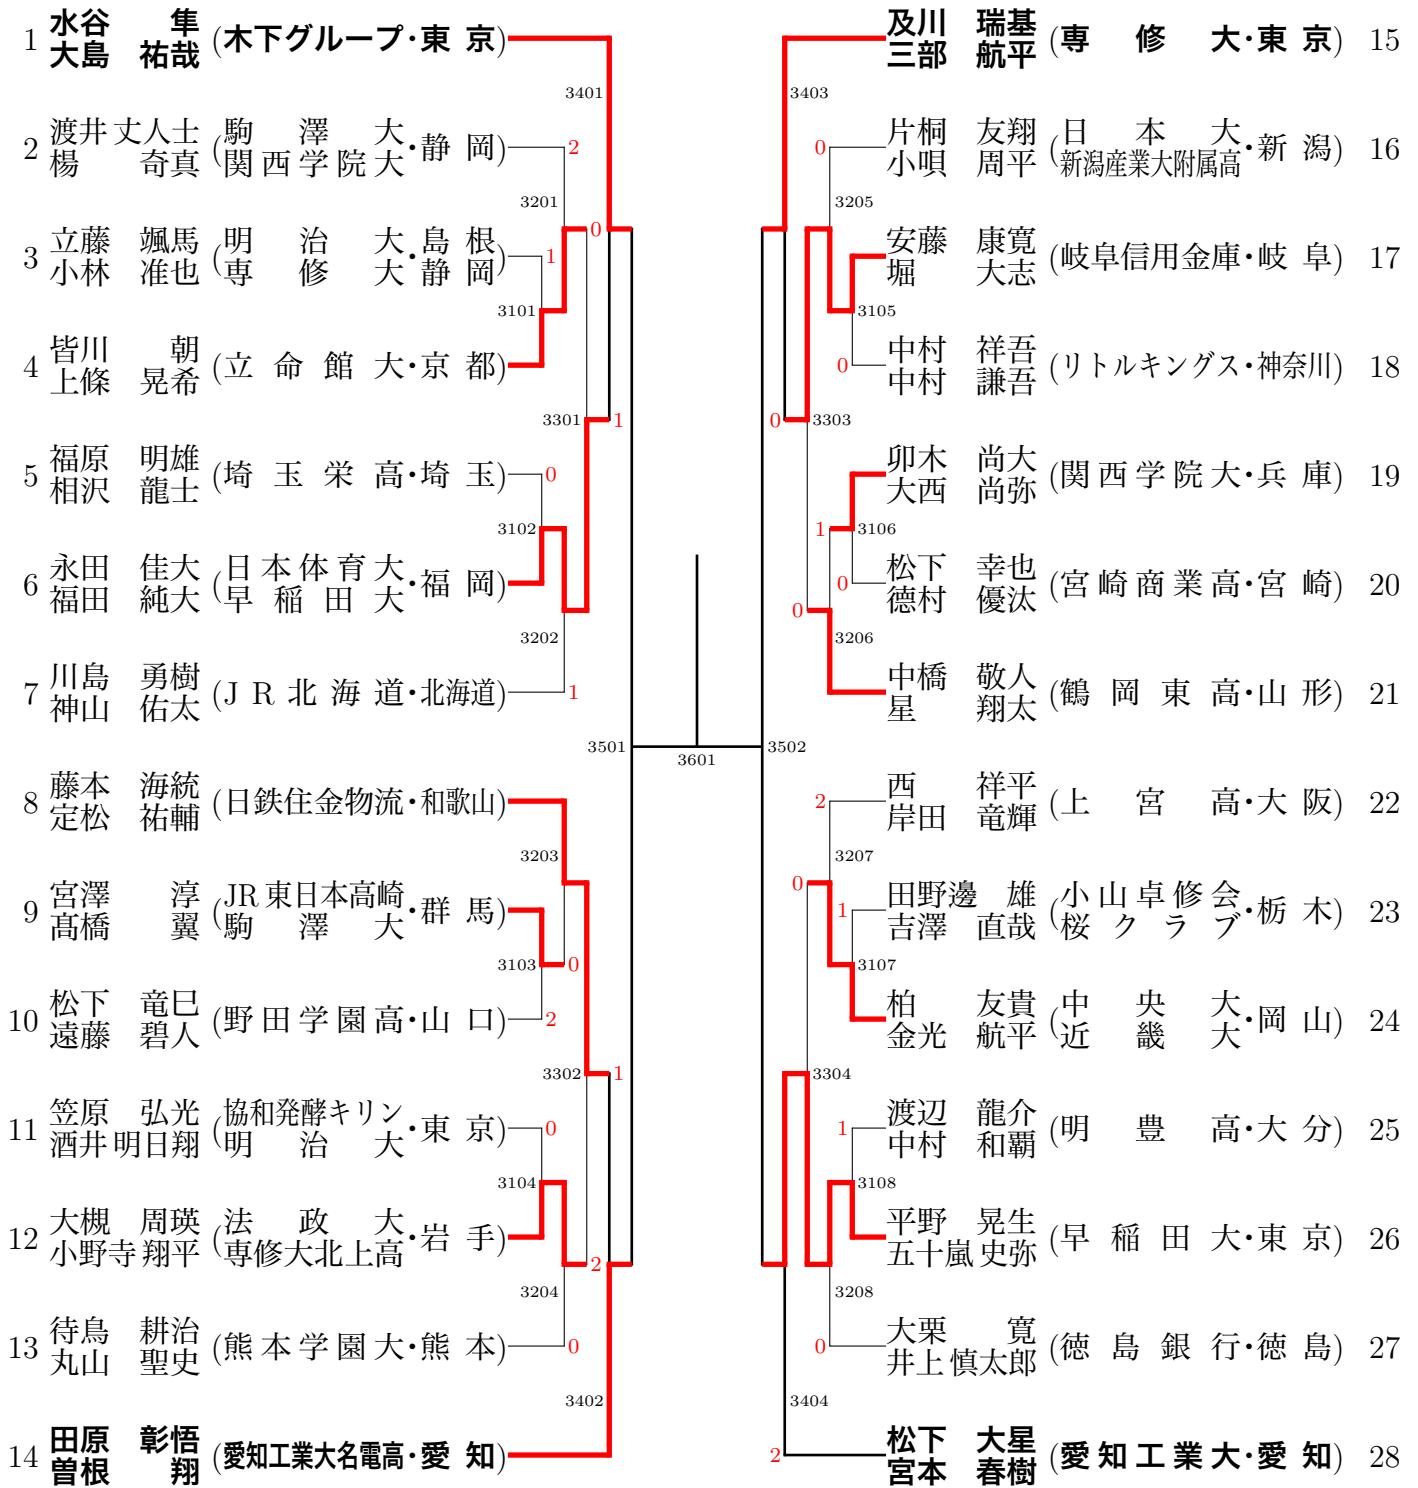 1 水谷 隼 大島 祐哉 (木下グループ・東 京)
3401
2 渡井丈人士 楊 奇真 (駒澤大 関西学院大・静 岡)
2
3201
0
3 立藤 颯馬 小林 准也 (明治大・島 根 専修大・静 岡)
1
3101
4 皆川 朝 上條 晃希 (立命館大・京 都)
3301
1
5 福原 明雄 相沢 龍士 (埼玉栄高・埼 玉)
0
3102
6 永田 佳大 福田 純大 (日本体育大 早稲田大・福 岡)
3202
7 川島 勇樹 神山 佑太 (JR北海道・北海道)
1
3501
3601
8 藤本 海統 定松 祐輔 (日鉄住金物流・和歌山)
3203
9 宮澤 淳 髙橋 翼 (JR東日本高崎 駒澤大・群 馬)
3103
0
10 松下 竜巳 遠藤 碧人 (野田学園高・山 口)
2
3302
1
11 笠原 弘光 酒井明日翔 (協和発酵キリン 明治大・東 京)
0
3104
12 大槻 周瑛 小野寺翔平 (法政大 専修大北上高・岩 手)
2
3204
13 待鳥 耕治 丸山 聖史 (熊本学園大・熊 本)
0
3402
14 田原 彰悟 曽根 翔 (愛知工業大名電高・愛 知)
及川 瑞基 三部 航平 (専修大・東 京) 15
3403
片桐 友翔 小唄 周平 (日本大 新潟産業大附属高・新 潟) 16
0
3205
安藤 康寛 堀 大志 (岐阜信用金庫・岐 阜) 17
3105
中村 祥吾 中村 謙吾 (リトルキングス・神奈川) 18
0
0
3303
卯木 尚大 大西 尚弥 (関西学院大・兵 庫) 19
1
3106
松下 幸也 德村 優汰 (宮崎商業高・宮 崎) 20
0
0
3206
中橋 敬人 星 翔太 (鶴岡東高・山 形) 21
3502
西 祥平 岸田 竜輝 (上宮高・大 阪) 22
2
3207
0
田野邊 雄 吉澤 直哉 (小山卓修会 桜クラブ・栃 木) 23
1
3107
柏 友貴 金光 航平 (中央大 近畿大・岡 山) 24
3304
渡辺 龍介 中村 和覇 (明豊高・大 分) 25
1
3108
平野 晃生 五十嵐史弥 (早稲田大・東 京) 26
3208
大栗 寛 井上慎太郎 (徳島銀行・徳 島) 27
0
3404
松下 大星 宮本 春樹 (愛知工業大・愛 知) 28
2